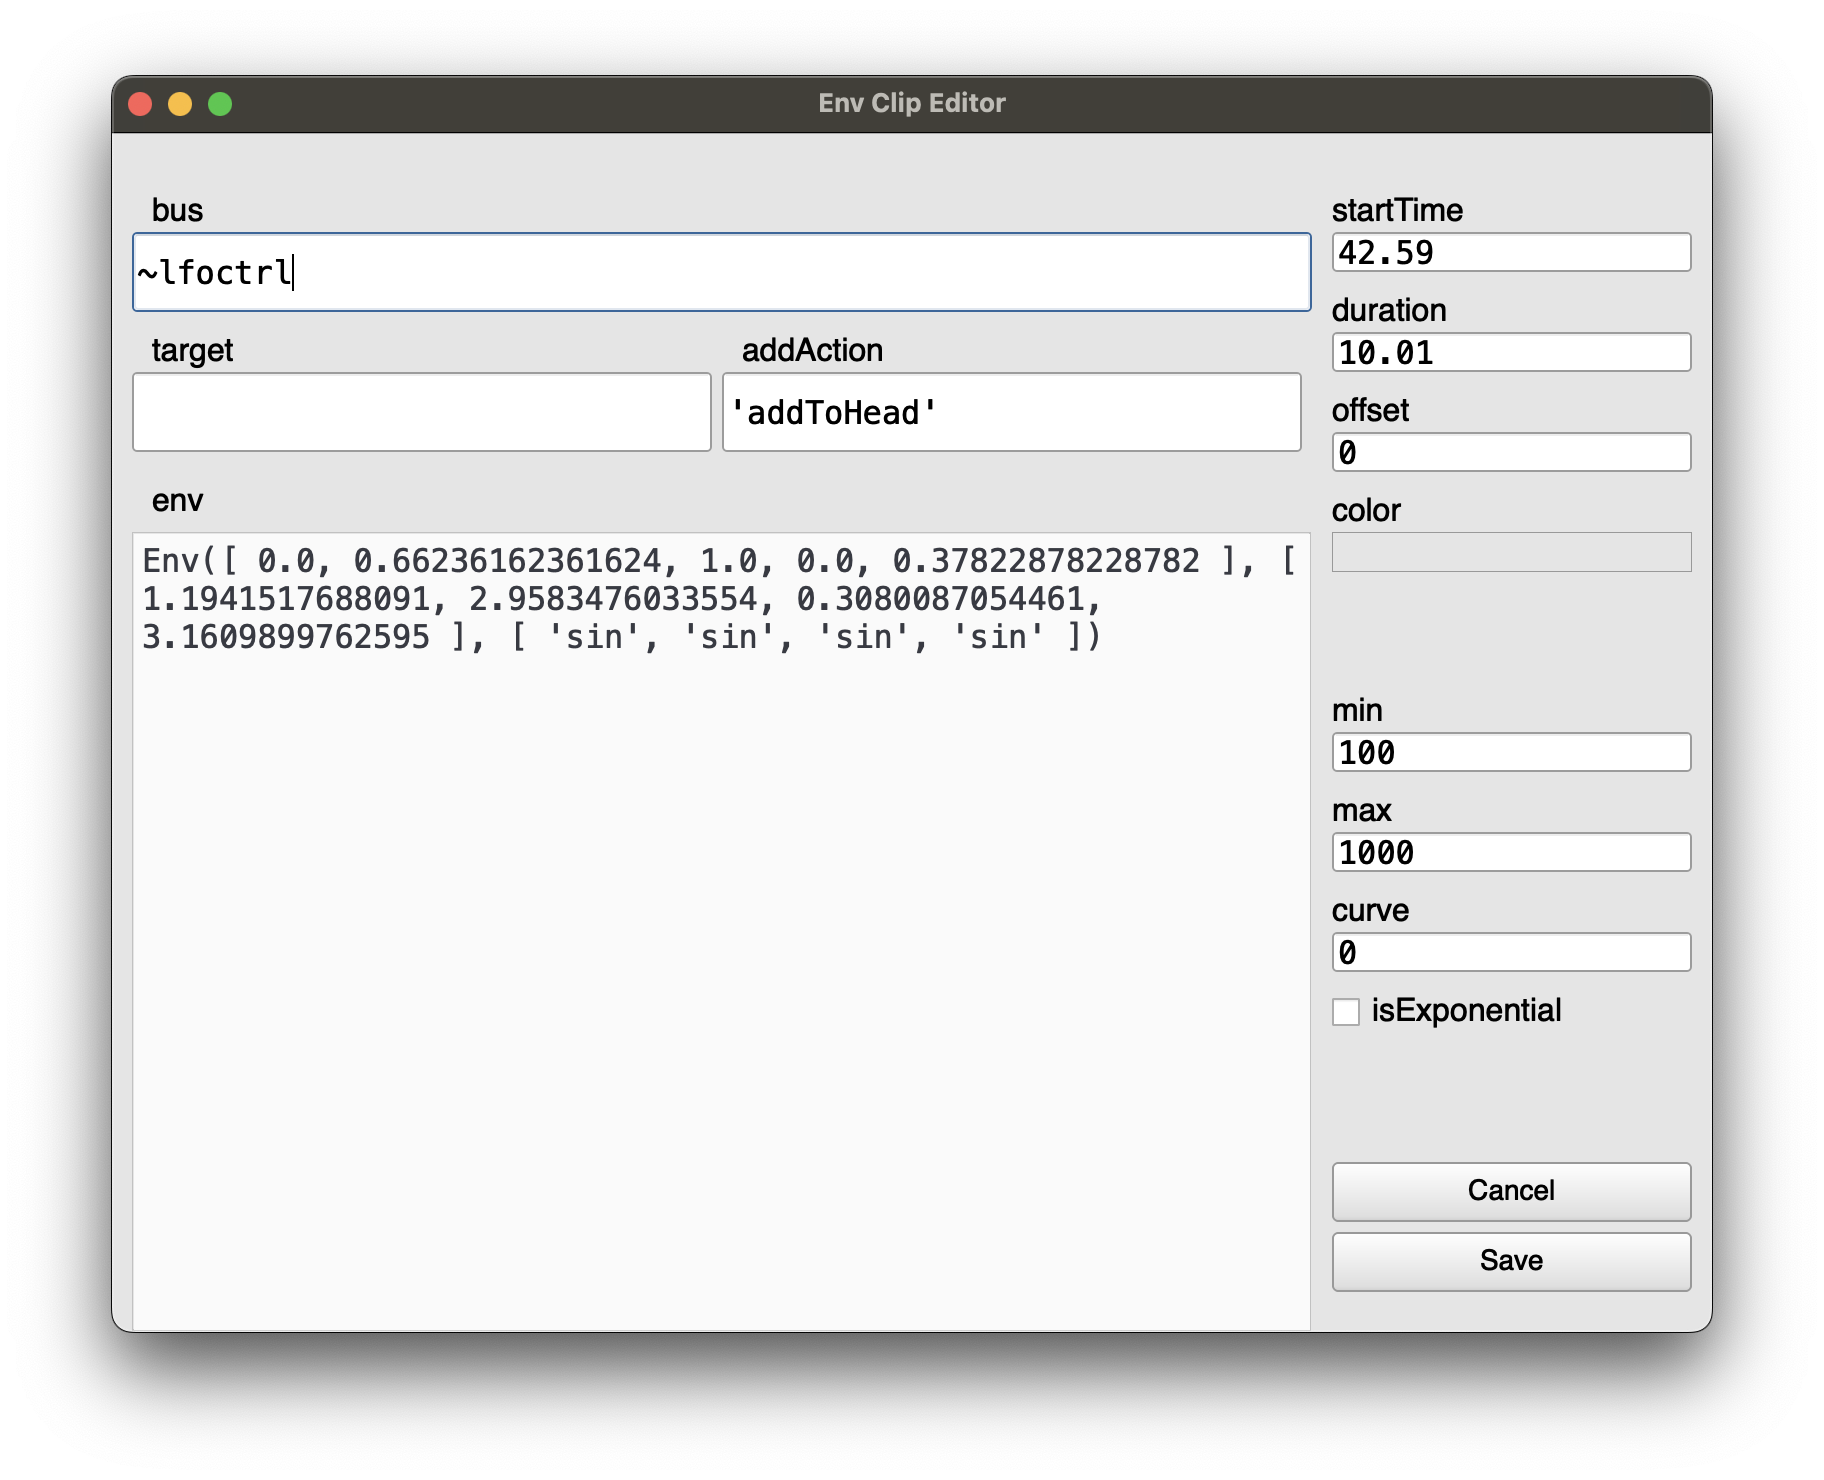 Env Clip Editor
bus
~lfoctrl
target
addAction
'addToHead'
env
Env([ 0.0, 0.66236162361624, 1.0, 0.0, 0.37822878228782 ], [
1.1941517688091, 2.9583476033554, 0.3080087054461,
3.1609899762595 ], [ 'sin', 'sin', 'sin', 'sin' ])
startTime
42.59
duration
10.01
offset
0
color
min
100
max
1000
curve
0
isExponential
Cancel
Save